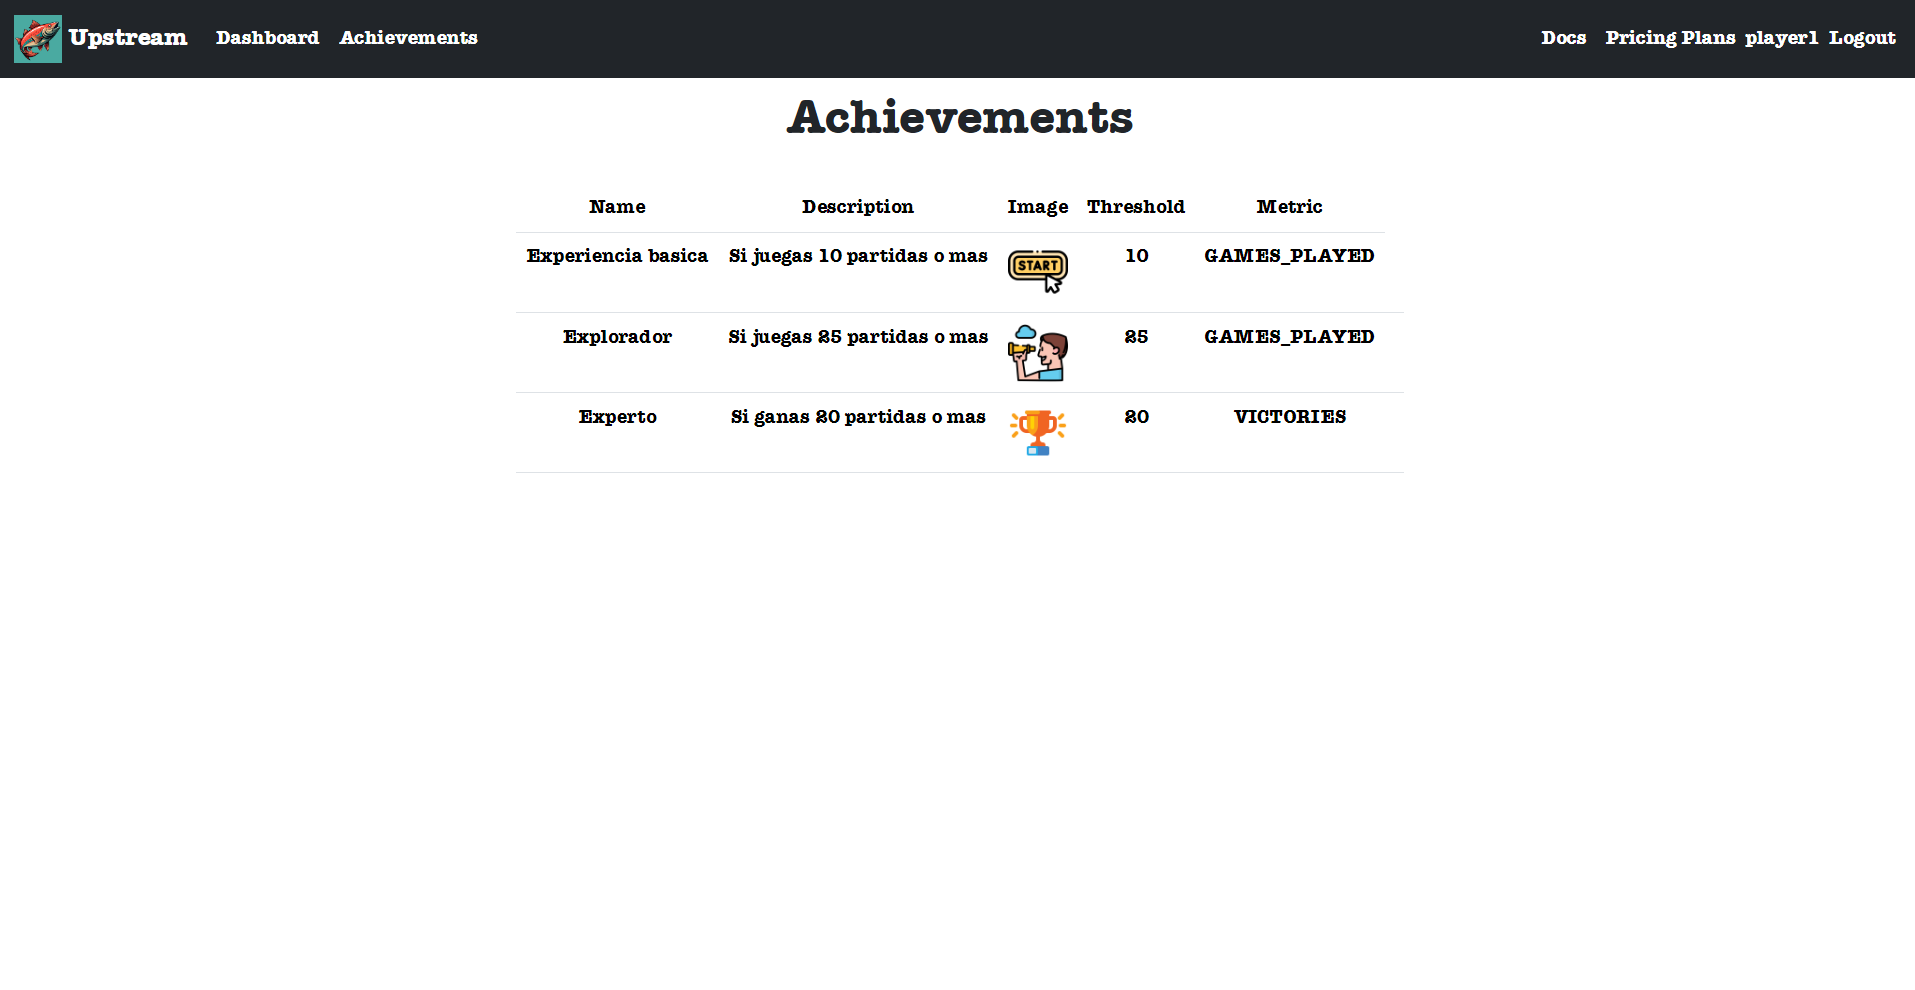 Upstream Dashboard Achievements Docs Pricing Plans player1 Logout
Achievements
Name Description Image Threshold Metric
Experiencia basica Si juegas 10 partidas o mas START 10 GAMES_PLAYED
Explorador Si juegas 25 partidas o mas 25 GAMES_PLAYED
Experto Si ganas 20 partidas o mas 20 VICTORIES